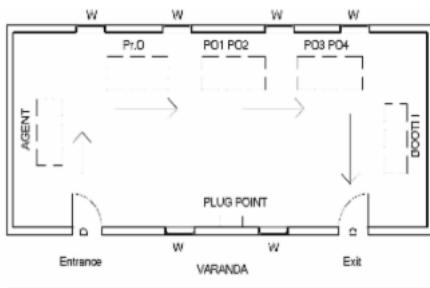 W W W W
Pr.O PO1 PO2 PO3 PO4
AGENT
BOOTH
PLUG POINT
D D
W W
Entrance VARANDA Exit